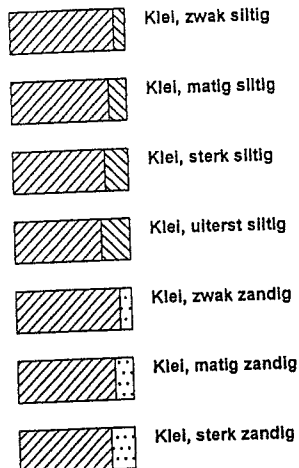 Klei, zwak siltig
Klei, matig siltig
Klei, sterk siltig
Klei, uiterst siltig
Klei, zwak zandig
Klei, matig zandig
Klei, sterk zandig